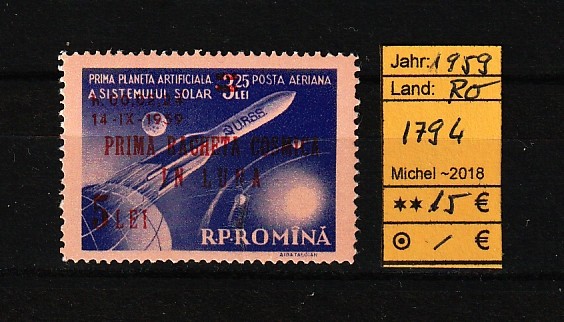 PRIMA PLANETA ARTIFICIALA 3,25 POSTA AERIANA
A SISTEMULUI SOLAR LEI
14-IX-1959
URSS
PRIMA RACHETA COSMICA
IN LUNA
5 LEI
R.P.ROMÎNĂ
Jahr: 1959
Land: RO
1794
Michel ~2018
** 15 €
/ €